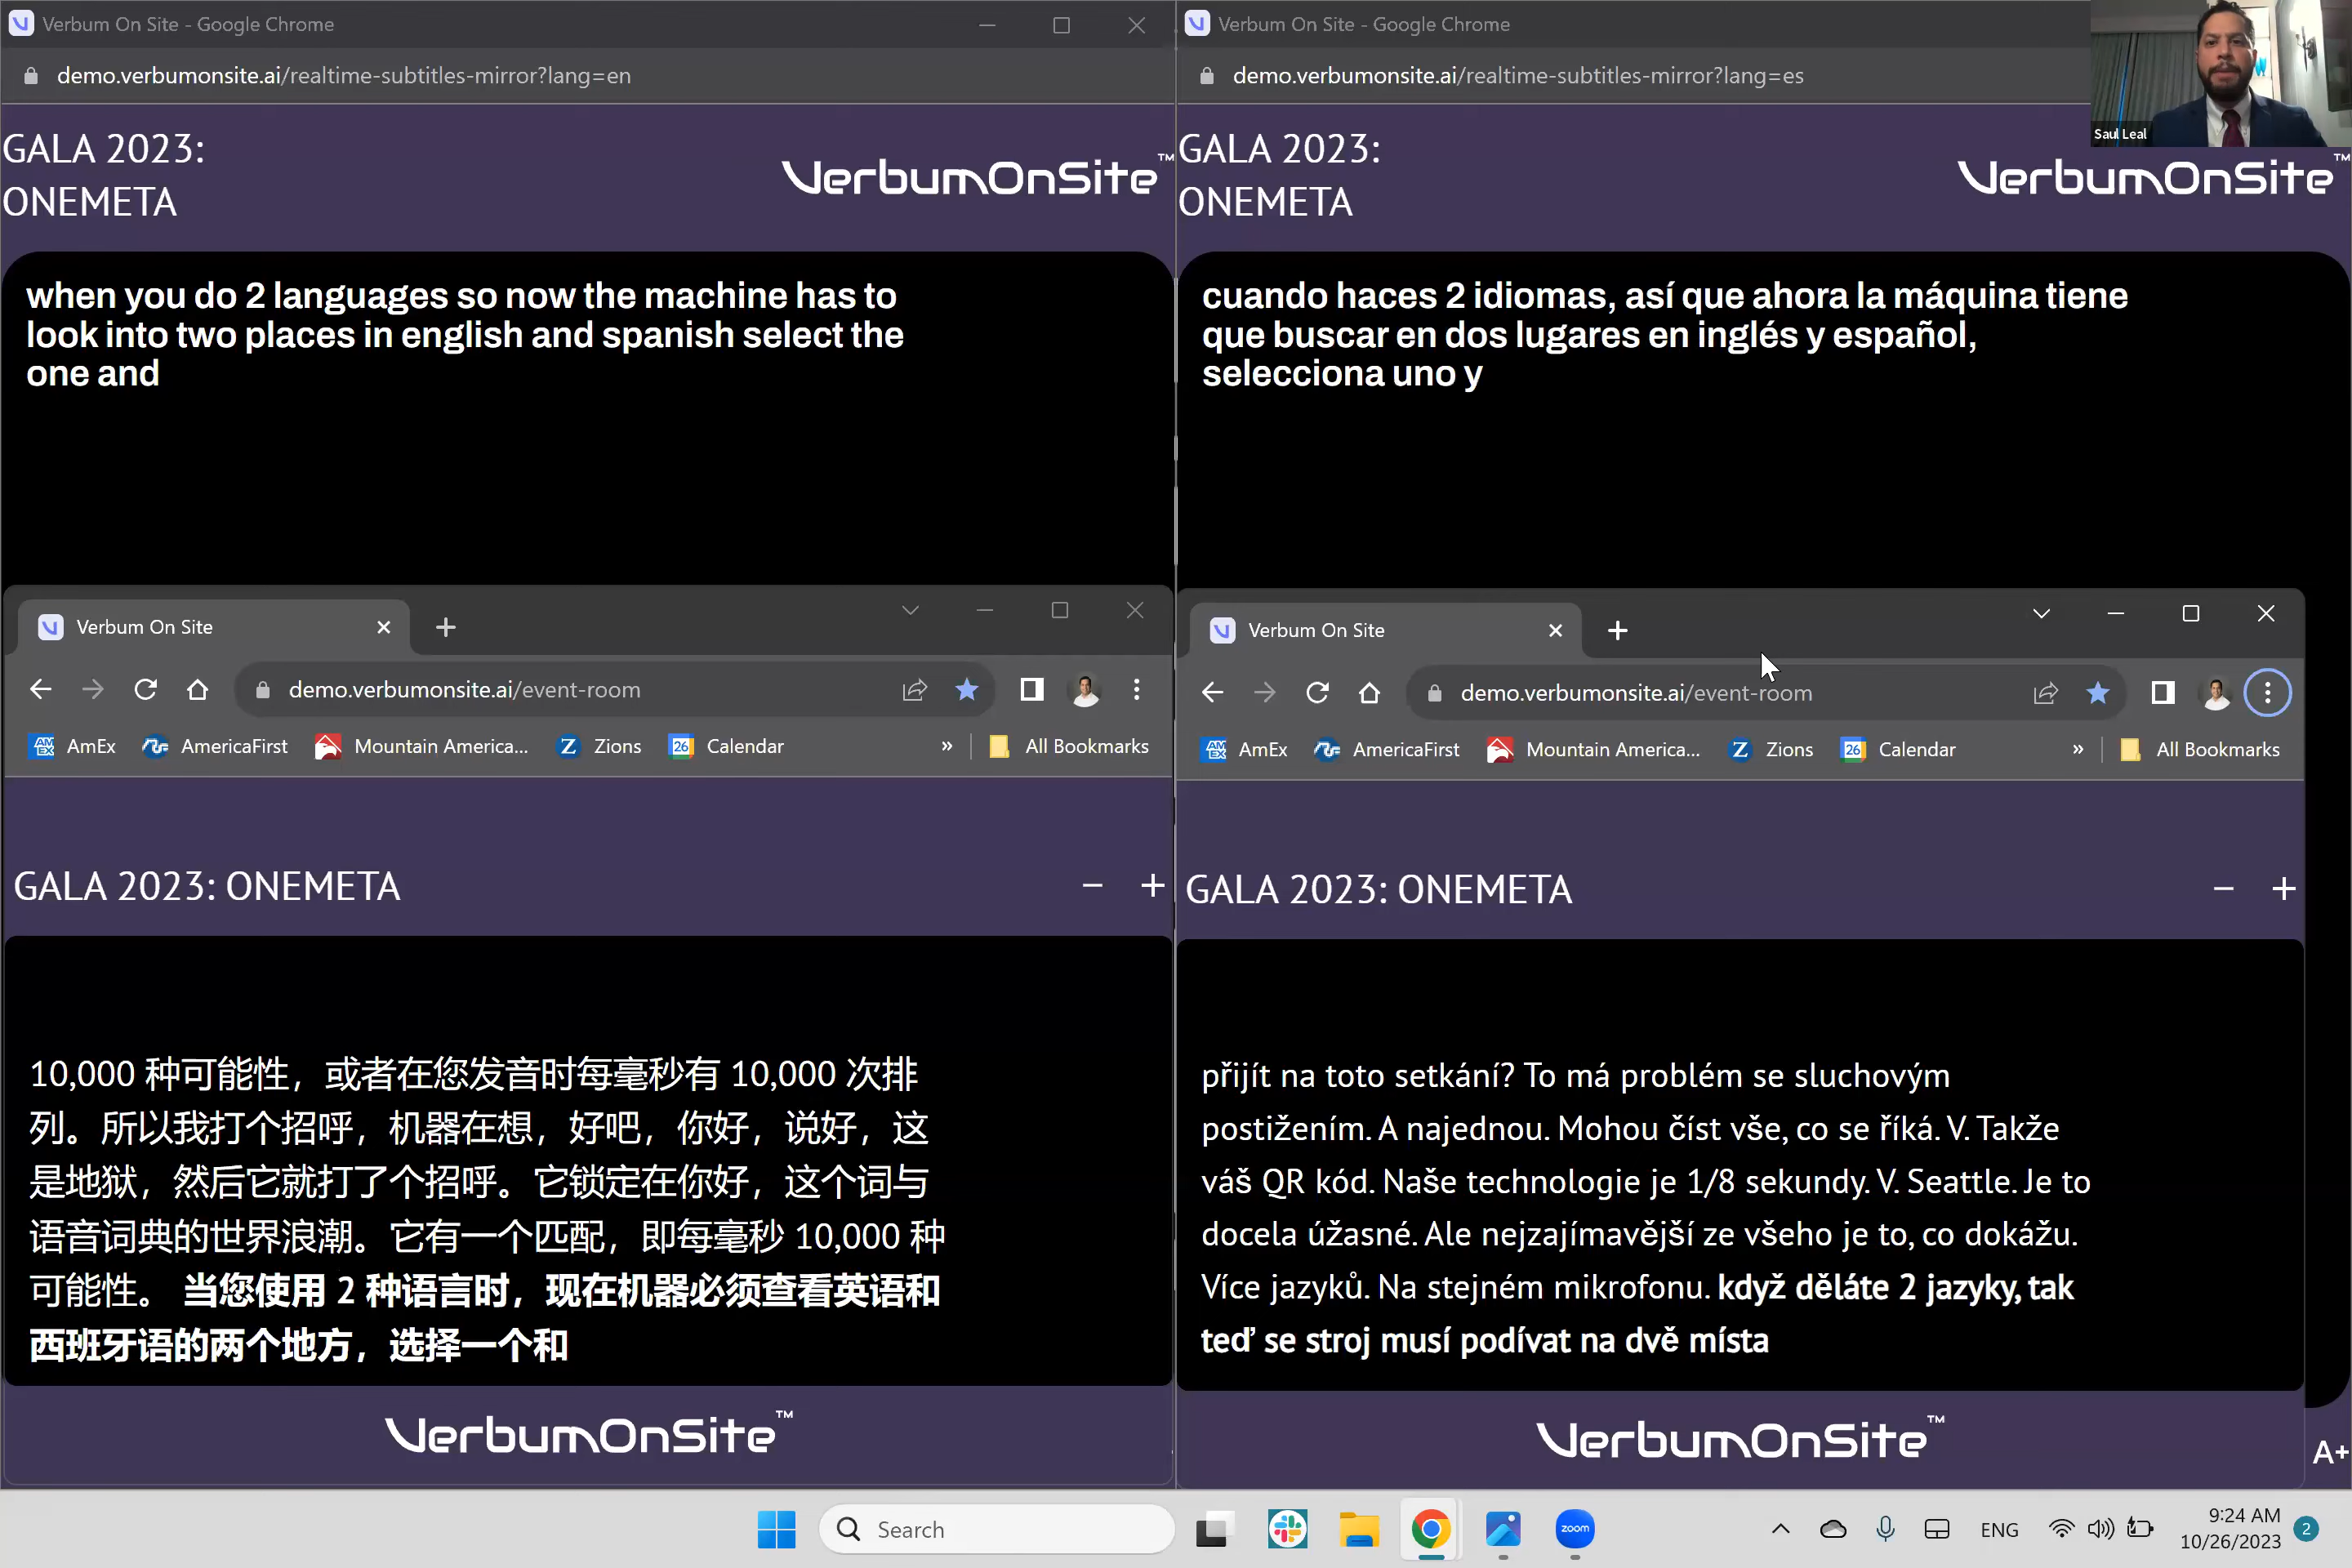 Verbum On Site - Google Chrome
demo.verbumonsite.ai/realtime-subtitles-mirror?lang=en
GALA 2023:
ONEMETA
VerbumOnSite™
when you do 2 languages so now the machine has to
look into two places in english and spanish select the
one and
Verbum On Site - Google Chrome
demo.verbumonsite.ai/realtime-subtitles-mirror?lang=es
Saul Leal
GALA 2023:
ONEMETA
VerbumOnSite™
cuando haces 2 idiomas, así que ahora la máquina tiene
que buscar en dos lugares en inglés y español,
selecciona uno y
Verbum On Site
demo.verbumonsite.ai/event-room
AMEX AmEx AmericaFirst Mountain America... Z Zions 26 Calendar » All Bookmarks
GALA 2023: ONEMETA − +
10,000 种可能性，或者在您发音时每毫秒有 10,000 次排
列。所以我打个招呼，机器在想，好吧，你好，说好，这
是地狱，然后它就打了个招呼。它锁定在你好，这个词与
语音词典的世界浪潮。它有一个匹配，即每毫秒 10,000 种
可能性。 当您使用 2 种语言时，现在机器必须查看英语和
西班牙语的两个地方，选择一个和
VerbumOnSite™
Verbum On Site
demo.verbumonsite.ai/event-room
AMEX AmEx AmericaFirst Mountain America... Z Zions 26 Calendar » All Bookmarks
GALA 2023: ONEMETA − +
přijít na toto setkání? To má problém se sluchovým
postižením. A najednou. Mohou číst vše, co se říká. V. Takže
váš QR kód. Naše technologie je 1/8 sekundy. V. Seattle. Je to
docela úžasné. Ale nejzajímavější ze všeho je to, co dokážu.
Více jazyků. Na stejném mikrofonu. když děláte 2 jazyky, tak
teď se stroj musí podívat na dvě místa
VerbumOnSite™
A+
Search
zoom
ENG
9:24 AM
10/26/2023
2